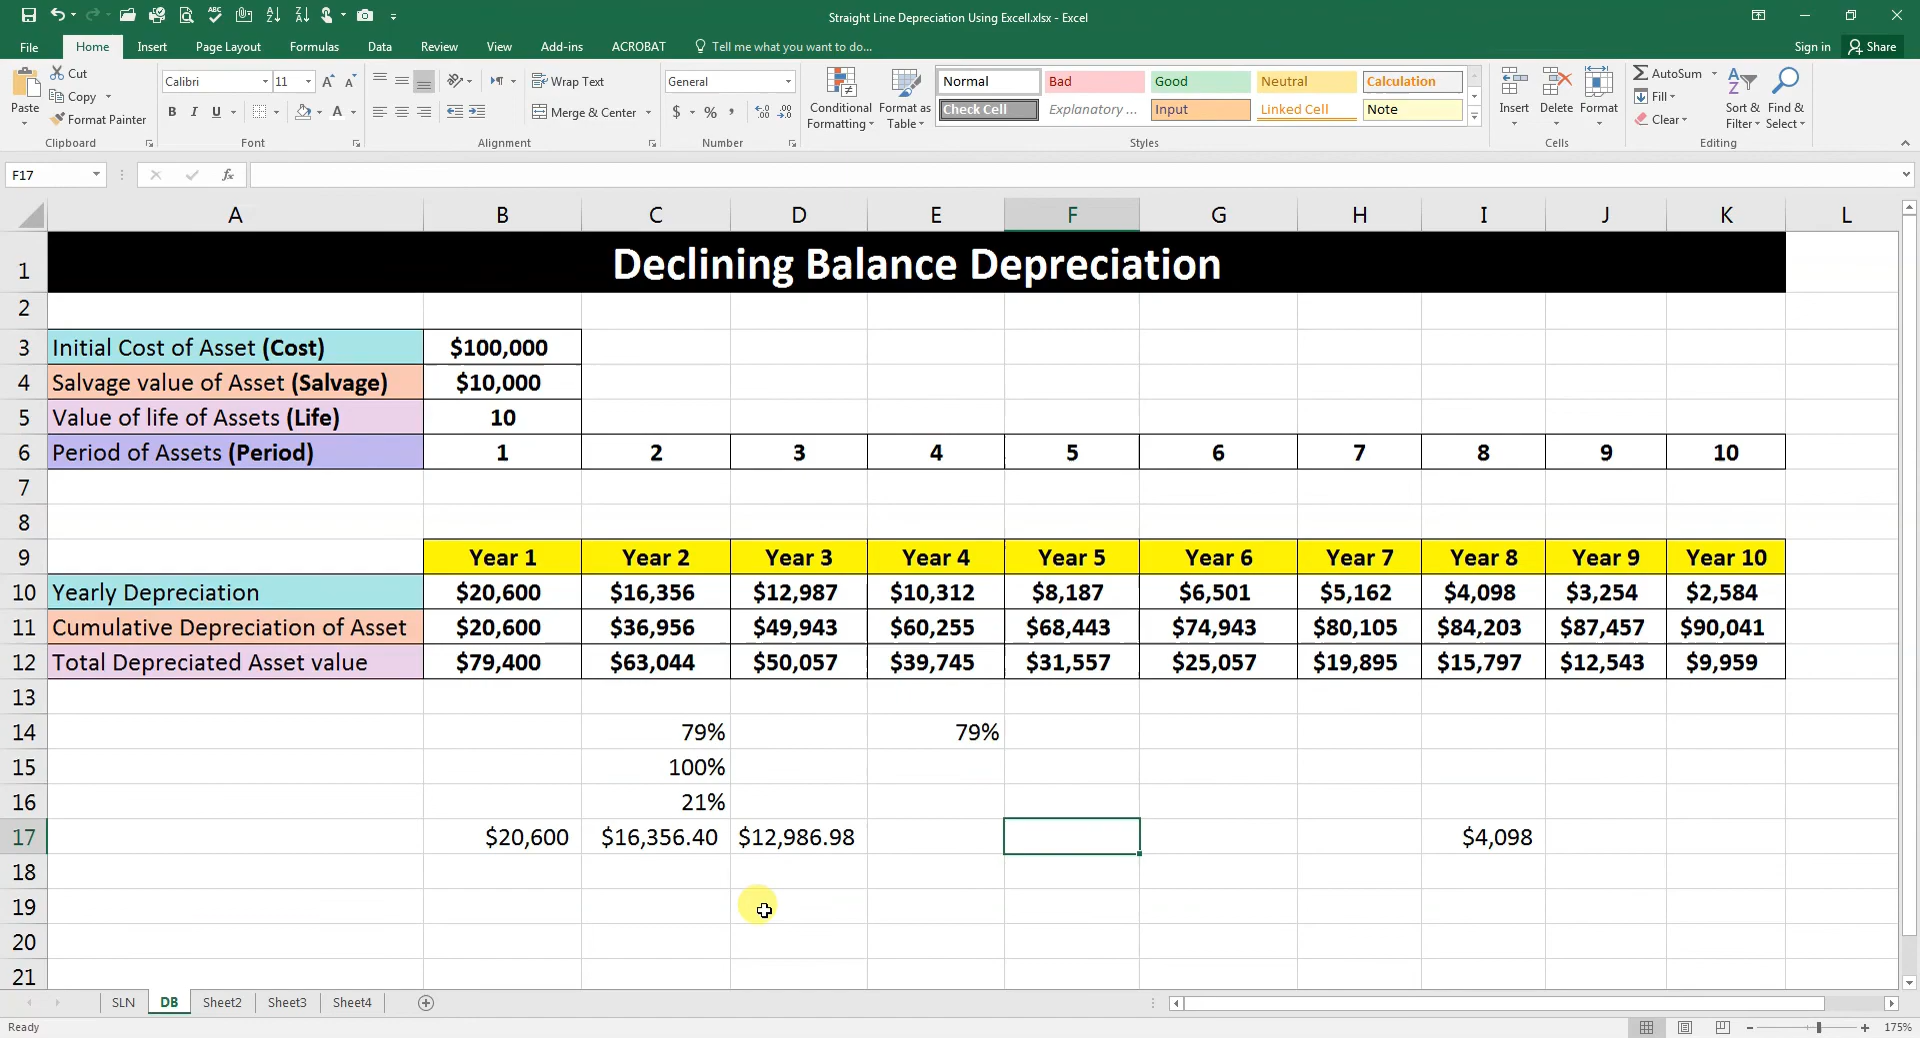 Straight Line Depreciation Using Excell.xlsx - Excel
File Home Insert Page Layout Formulas Data Review View Add-ins ACROBAT Tell me what you want to do... Sign in Share
Paste Cut Copy Format Painter Clipboard
Calibri 11 B I U A A A Font
Wrap Text Merge & Center Alignment
General $ % , Number
Conditional Formatting Format as Table
Normal Bad Good Neutral Calculation
Check Cell Explanatory ... Input Linked Cell Note
Styles
Insert Delete Format Cells
AutoSum Fill Clear Sort & Filter Find & Select Editing
F17 fx
A B C D E F G H I J K L
1 Declining Balance Depreciation
2
3 Initial Cost of Asset (Cost) $100,000
4 Salvage value of Asset (Salvage) $10,000
5 Value of life of Assets (Life) 10
6 Period of Assets (Period) 1 2 3 4 5 6 7 8 9 10
7
8
9 Year 1 Year 2 Year 3 Year 4 Year 5 Year 6 Year 7 Year 8 Year 9 Year 10
10 Yearly Depreciation $20,600 $16,356 $12,987 $10,312 $8,187 $6,501 $5,162 $4,098 $3,254 $2,584
11 Cumulative Depreciation of Asset $20,600 $36,956 $49,943 $60,255 $68,443 $74,943 $80,105 $84,203 $87,457 $90,041
12 Total Depreciated Asset value $79,400 $63,044 $50,057 $39,745 $31,557 $25,057 $19,895 $15,797 $12,543 $9,959
13
14 79% 79%
15 100%
16 21%
17 $20,600 $16,356.40 $12,986.98 $4,098
18
19
20
21
SLN DB Sheet2 Sheet3 Sheet4
Ready 175%